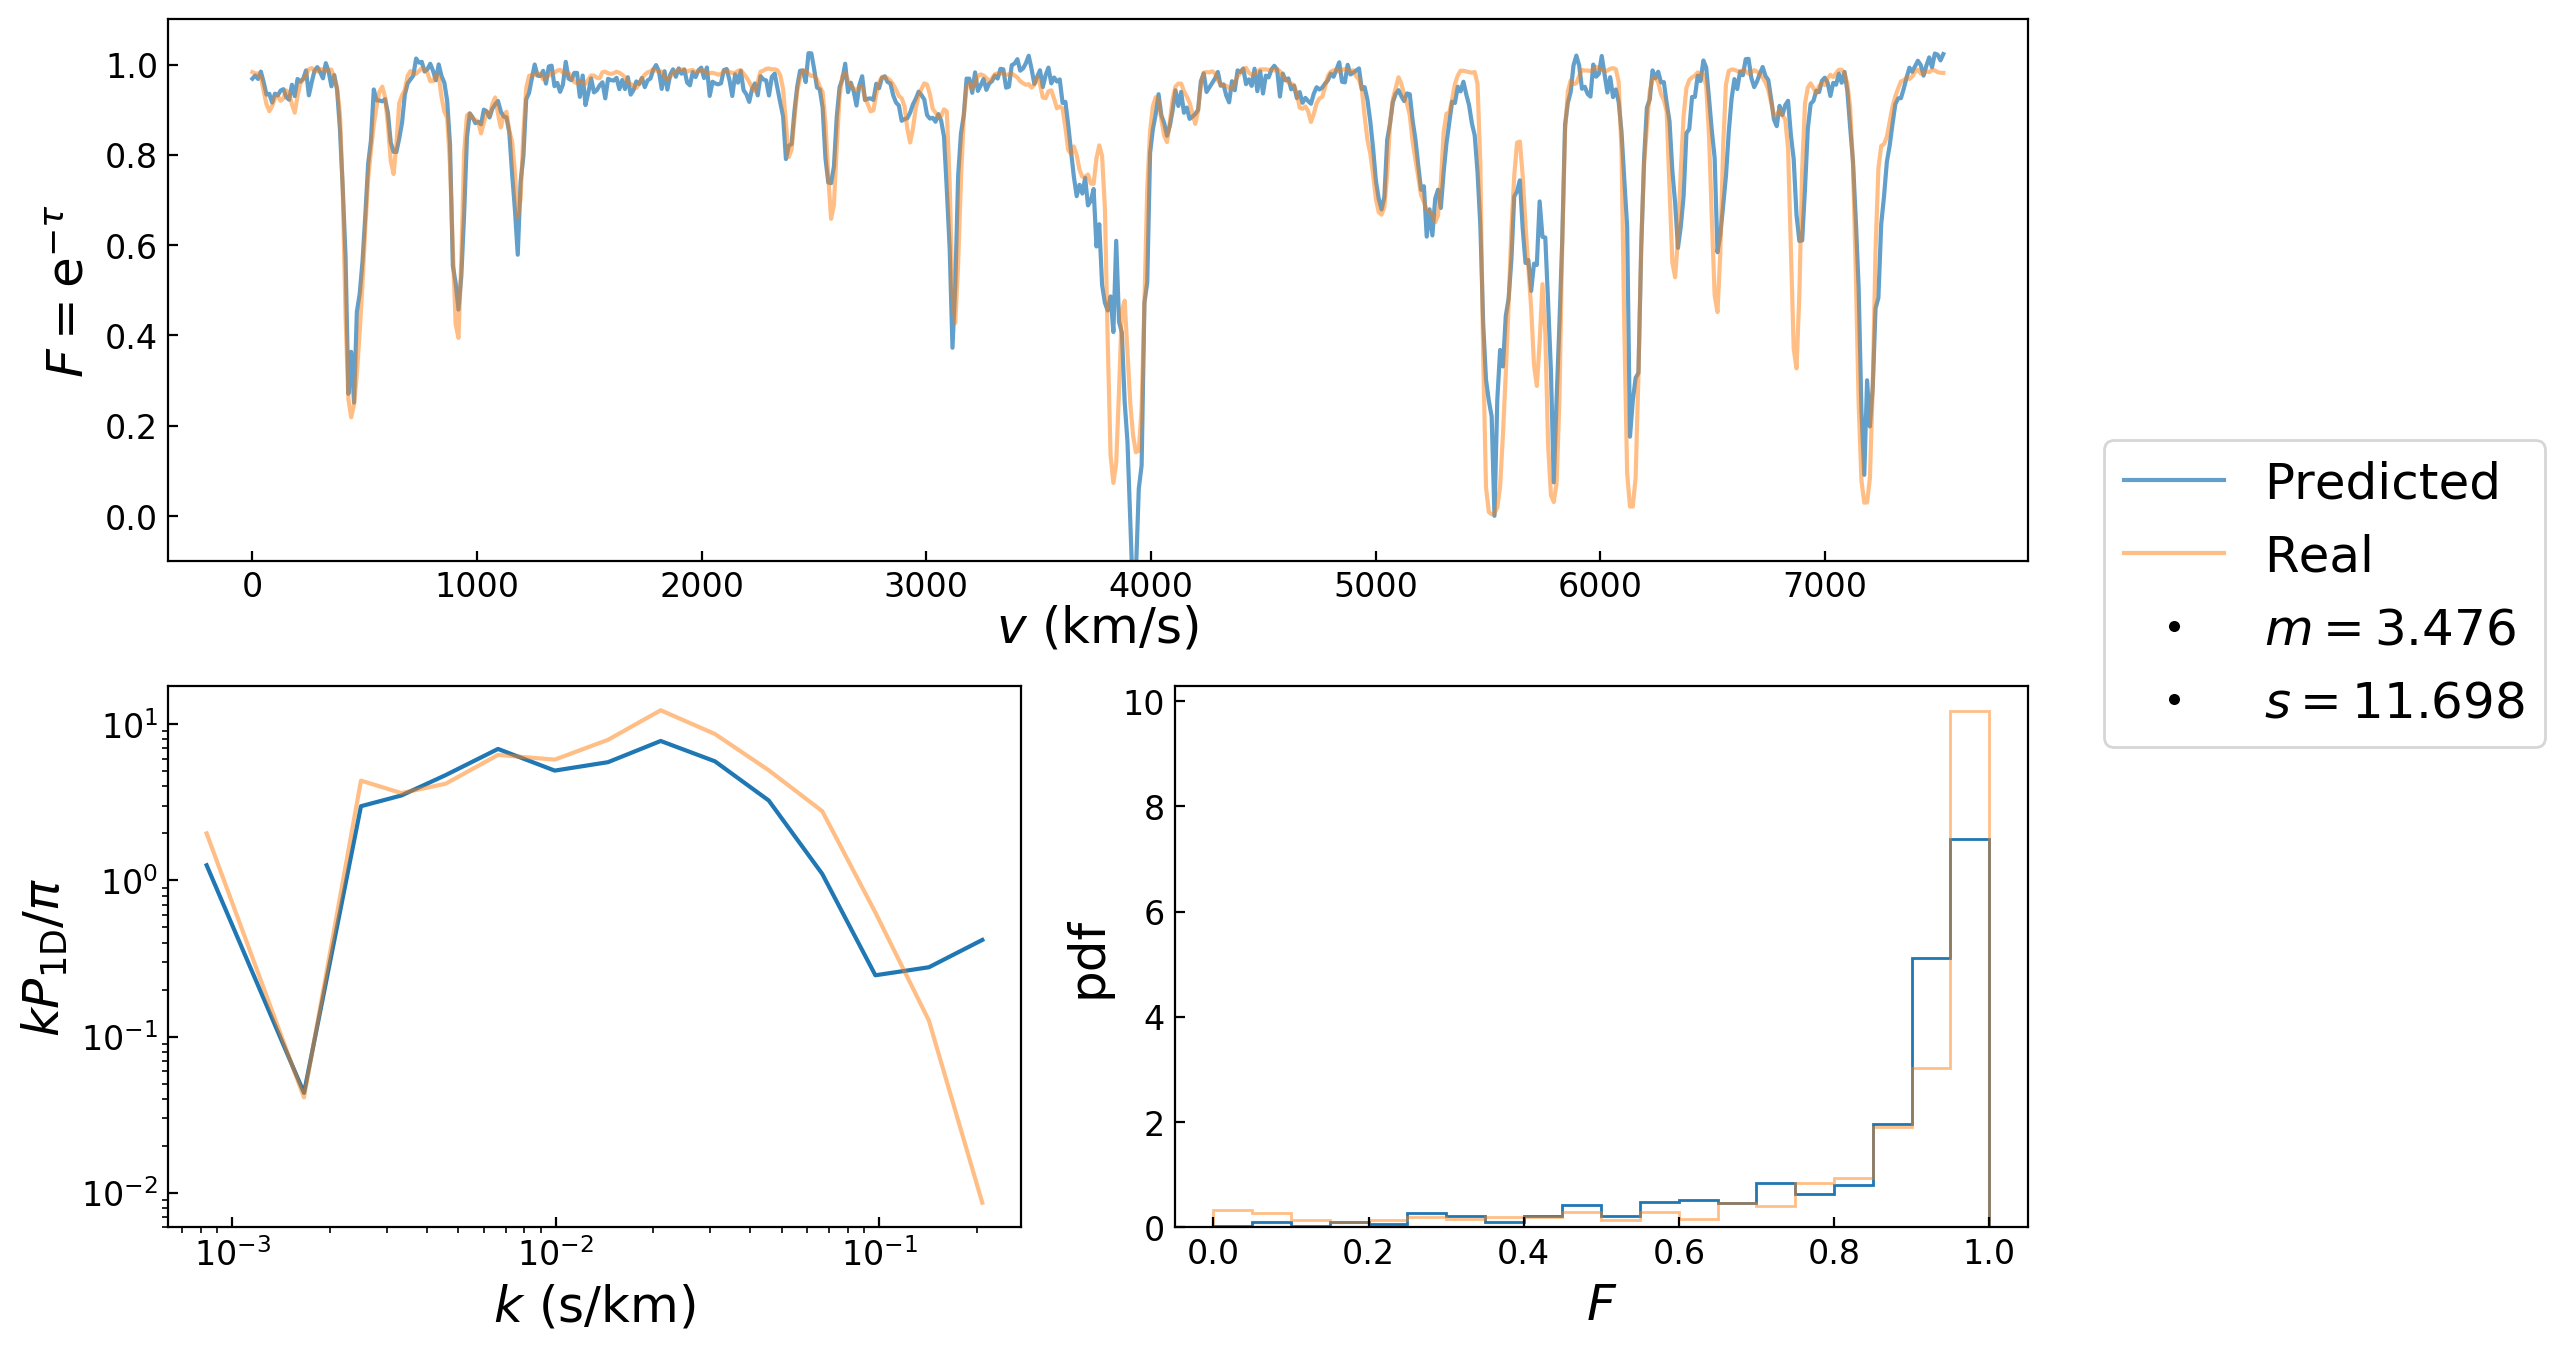 1.0
0.8
0.6
0.4
0.2
0.0
F = e^{−τ}
0 1000 2000 3000 4000 5000 6000 7000
v (km/s)
Predicted
Real
m = 3.476
s = 11.698
10^1
10^0
10^{−1}
10^{−2}
kP_{1D}/π
10^{−3} 10^{−2} 10^{−1}
k (s/km)
10
8
6
4
2
0
pdf
0.0 0.2 0.4 0.6 0.8 1.0
F